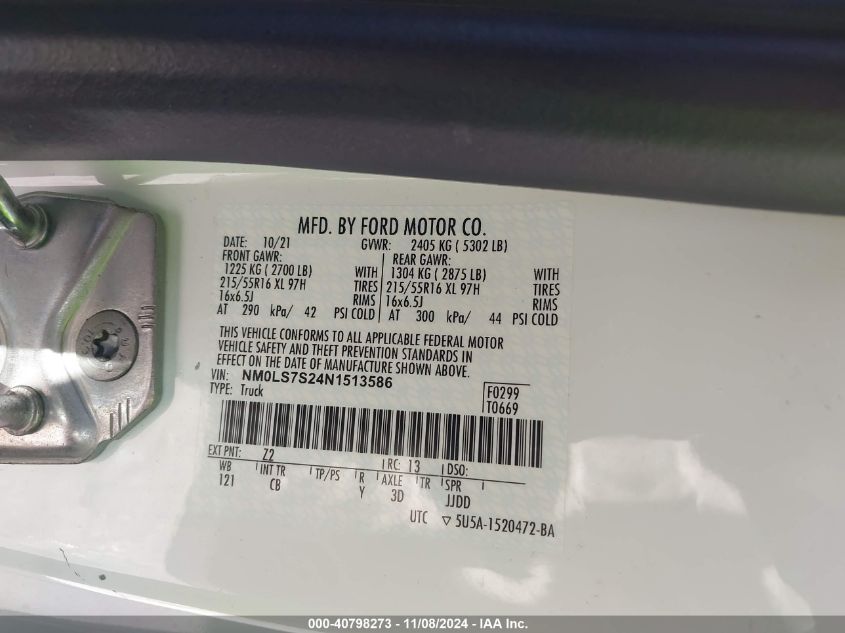 MFD. BY FORD MOTOR CO.
DATE: 10/21 GVWR: 2405 KG ( 5302 LB)
FRONT GAWR: REAR GAWR:
1225 KG ( 2700 LB) WITH 1304 KG ( 2875 LB) WITH
215/55R16 XL 97H TIRES 215/55R16 XL 97H TIRES
16x6.5J RIMS 16x6.5J RIMS
AT 290 kPa/ 42 PSI COLD AT 300 kPa/ 44 PSI COLD
THIS VEHICLE CONFORMS TO ALL APPLICABLE FEDERAL MOTOR
VEHICLE SAFETY AND THEFT PREVENTION STANDARDS IN
EFFECT ON THE DATE OF MANUFACTURE SHOWN ABOVE.
VIN: NM0LS7S24N1513586
TYPE: Truck
F0299
T0669
EXT PNT: Z2 RC: 13 DSO:
WB INT TR TP/PS R AXLE TR SPR
121 CB Y 3D JJDD
UTC ▽ 5U5A-1520472-BA
000-40798273 - 11/08/2024 - IAA Inc.